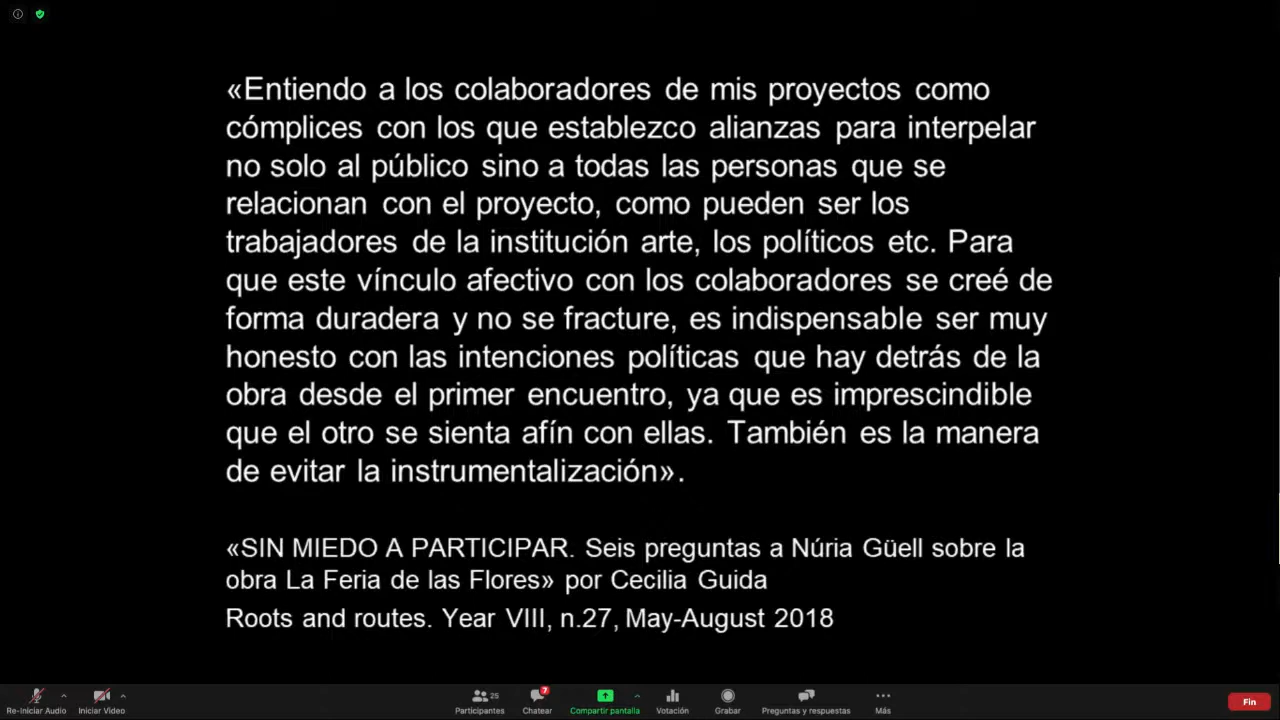 «Entiendo a los colaboradores de mis proyectos como
cómplices con los que establezco alianzas para interpelar
no solo al público sino a todas las personas que se
relacionan con el proyecto, como pueden ser los
trabajadores de la institución arte, los políticos etc. Para
que este vínculo afectivo con los colaboradores se creé de
forma duradera y no se fracture, es indispensable ser muy
honesto con las intenciones políticas que hay detrás de la
obra desde el primer encuentro, ya que es imprescindible
que el otro se sienta afín con ellas. También es la manera
de evitar la instrumentalización».
«SIN MIEDO A PARTICIPAR. Seis preguntas a Núria Güell sobre la
obra La Feria de las Flores» por Cecilia Guida
Roots and routes. Year VIII, n.27, May-August 2018
25
7
Re-Iniciar Audio
Iniciar Video
Participantes
Chatear
Compartir pantalla
Votación
Grabar
Preguntas y respuestas
Más
Fin